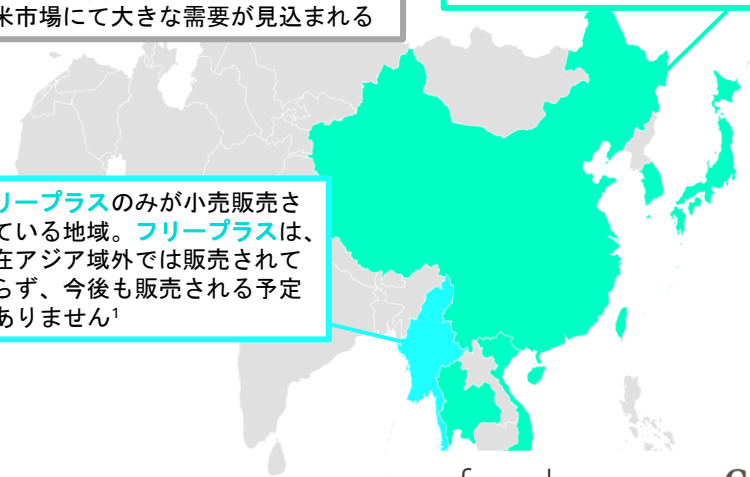 米市場にて大きな需要が見込まれる
リープラスのみが小売販売さ
ている地域。フリープラスは、
在アジア域外では販売されて
らず、今後も販売される予定
ありません¹